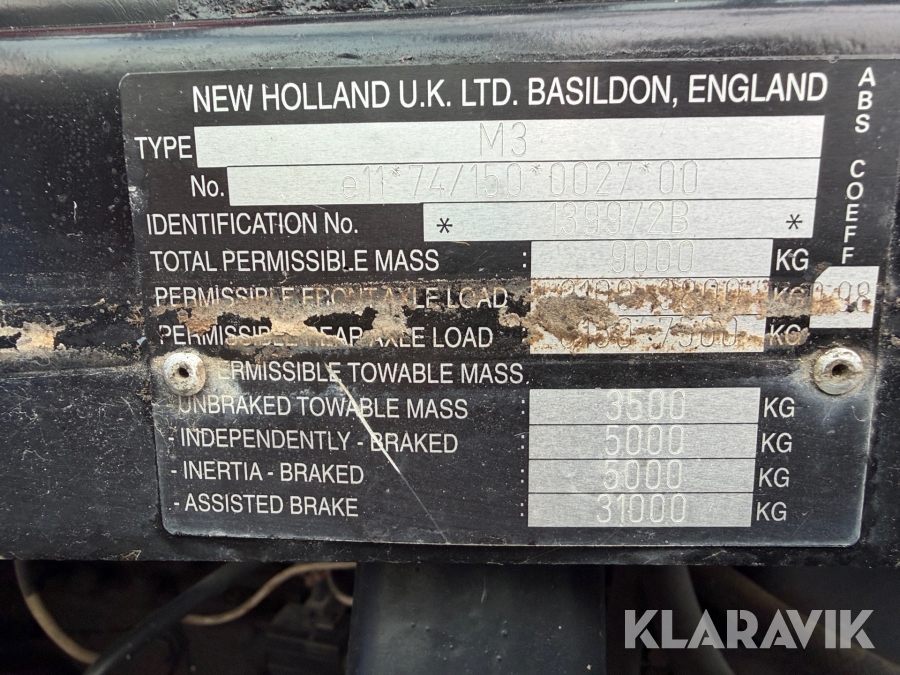 NEW HOLLAND U.K. LTD. BASILDON, ENGLAND
ABS COEFF
TYPE M3
No. e11*74/150*0027*00
IDENTIFICATION No. * 139972B *
TOTAL PERMISSIBLE MASS : 9000 KG
PERMISSIBLE FRONT AXLE LOAD KG
PERMISSIBLE REAR AXLE LOAD : 7500 KG
PERMISSIBLE TOWABLE MASS
UNBRAKED TOWABLE MASS : 3500 KG
- INDEPENDENTLY - BRAKED : 5000 KG
- INERTIA - BRAKED : 5000 KG
- ASSISTED BRAKE : 31000 KG
KLARAVIK